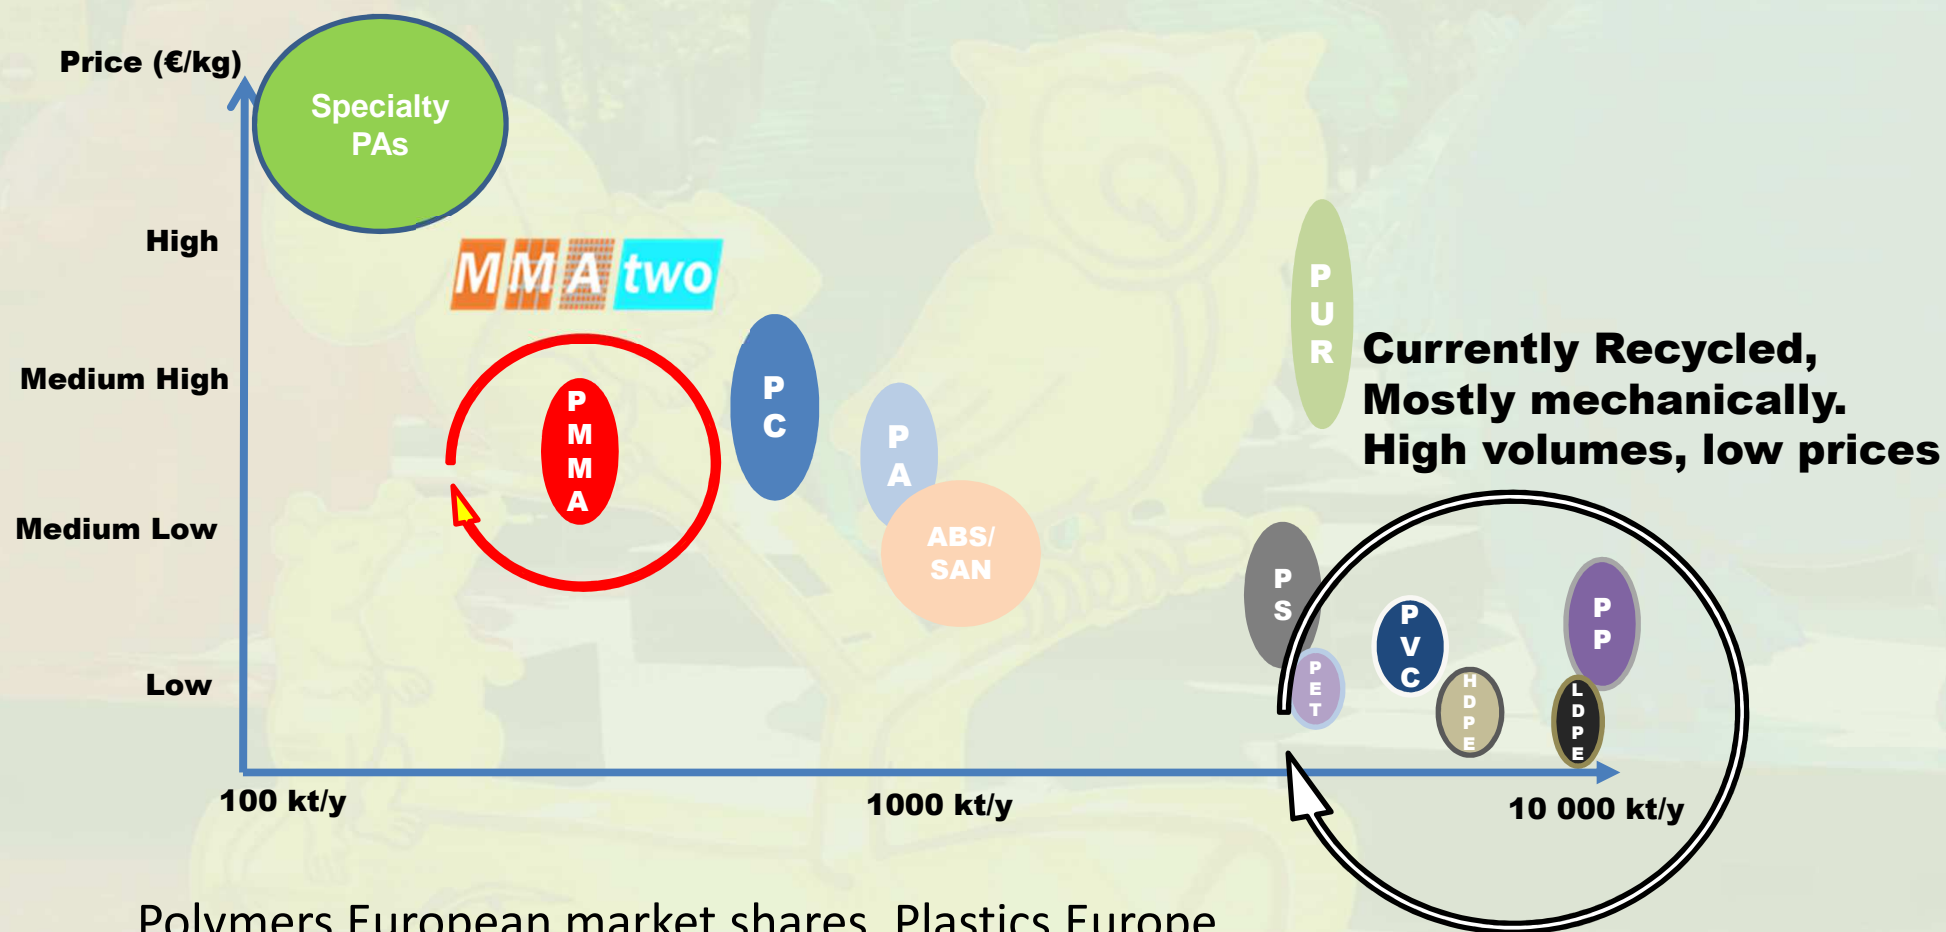 Price (€/kg)
Specialty
PAs
High
MMA two
Medium High
Medium Low
Low
P
M
M
A
P
C
P
A
ABS/
SAN
P
U
R
Currently Recycled,
Mostly mechanically.
High volumes, low prices
P
S
P
E
T
P
V
C
H
D
P
E
P
P
L
D
P
E
100 kt/y
1000 kt/y
10 000 kt/y
Polymers European market shares, Plastics Europe